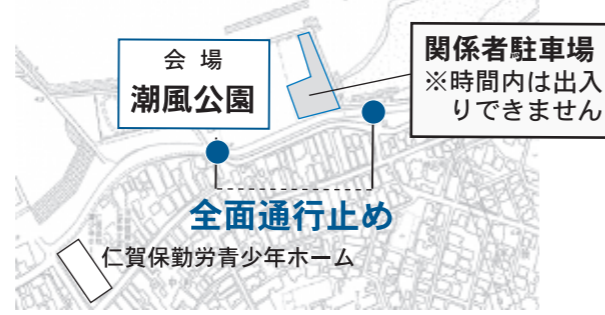 会場
潮風公園
関係者駐車場
※時間内は出入
りできません
全面通行止め
仁賀保勤労青少年ホーム